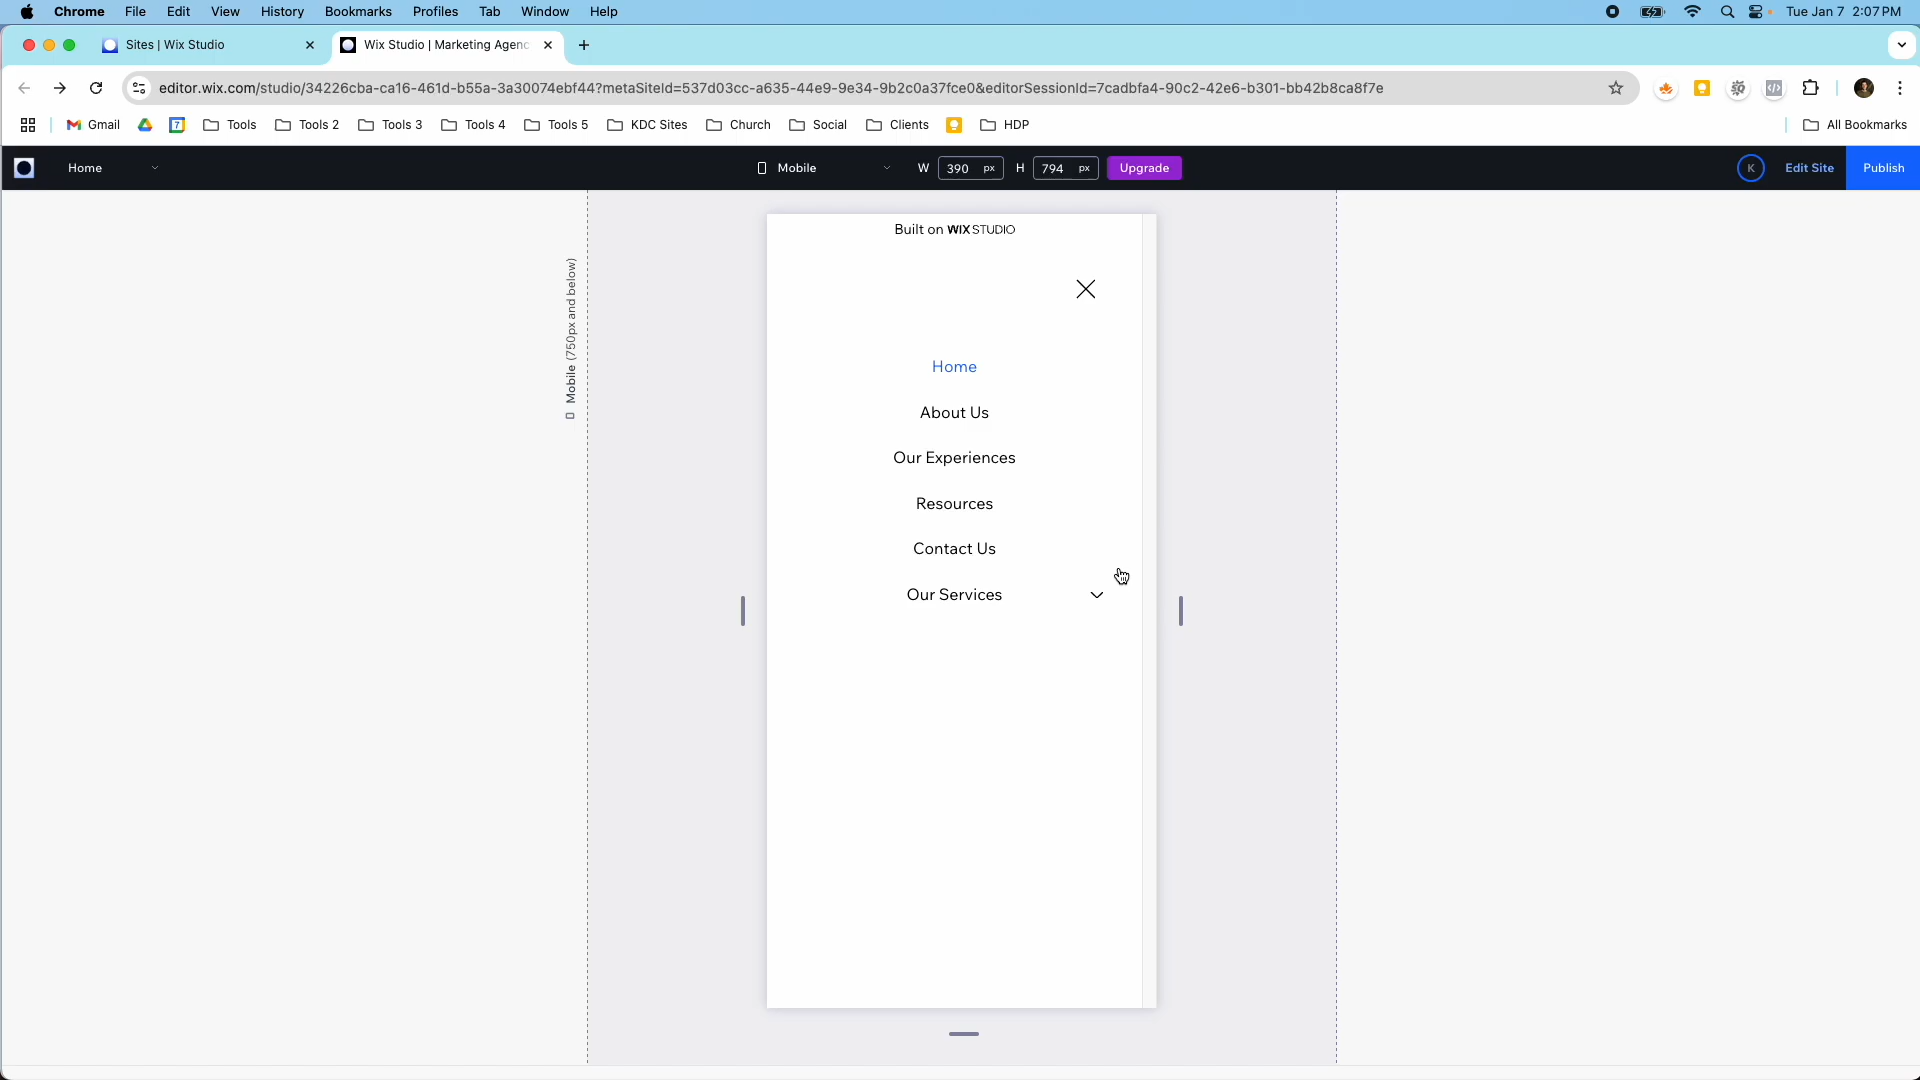 Chrome File Edit View History Bookmarks Profiles Tab Window Help Tue Jan 7 2:07 PM
Sites | Wix Studio Wix Studio | Marketing Agenc
editor.wix.com/studio/34226cba-ca16-461d-b55a-3a30074ebf44?metaSiteId=537d03cc-a635-44e9-9e34-9b2c0a37fce0&editorSessionId=7cadbfa4-90c2-42e6-b301-bb42b8ca8f7e
Gmail 7 Tools Tools 2 Tools 3 Tools 4 Tools 5 KDC Sites Church Social Clients HDP All Bookmarks
Home Mobile W 390 px H 794 px Upgrade K Edit Site Publish
Mobile (750px and below)
Built on WIX STUDIO
Home
About Us
Our Experiences
Resources
Contact Us
Our Services